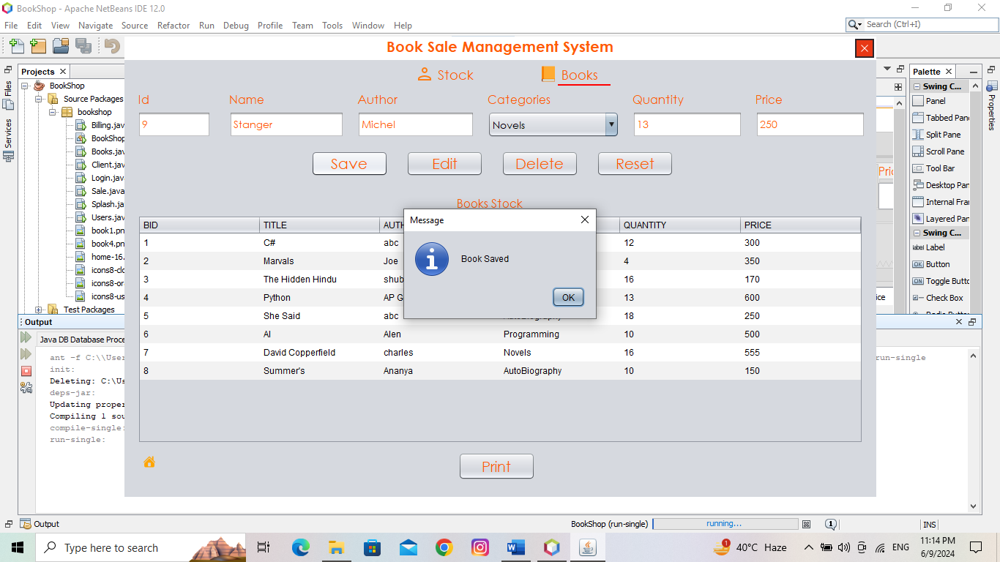 BookShop - Apache NetBeans IDE 12.0
File Edit View Navigate Source Refactor Run Debug Profile Team Tools Window Help
Search (Ctrl+I)
Book Sale Management System
Projects
Files
Services
BookShop
Source Packages
bookshop
Billing.jav
BookShop
Books.jav
Client.jav
Login.jav
Sale.java
Splash.ja
Users.jav
book1.pn
book4.pn
home-16.
icons8-clo
icons8-or
icons8-us
Test Packages
Stock Books
Id Name Author Categories Quantity Price
9 Stanger Michel Novels 13 250
Save Edit Delete Reset
Books Stock
BID TITLE AUTH QUANTITY PRICE
1 C# abc 12 300
2 Marvals Joe 4 350
3 The Hidden Hindu shub 16 170
4 Python AP G 13 600
5 She Said abc AutoBiography 18 250
6 AI Alen Programming 10 500
7 David Copperfield charles Novels 16 555
8 Summer's Ananya AutoBiography 10 150
Message
Book Saved
OK
Print
Pric
ice
Palette
Properties
Swing C...
Panel
Tabbed Pan
Split Pane
Scroll Pane
Tool Bar
Desktop Pan
Internal Fra
Layered Pan
Swing C...
Label
OK Button
ON Toggle Butto
Check Box
Output
Java DB Database Proce
ant -f C:\\User
run-single
init:
Deleting: C:\Us
deps-jar:
Updating proper
Compiling 1 sou
compile-single:
run-single:
Output
BookShop (run-single) running... 1 INS
Type here to search
1 40°C Haze ENG 11:14 PM
6/9/2024